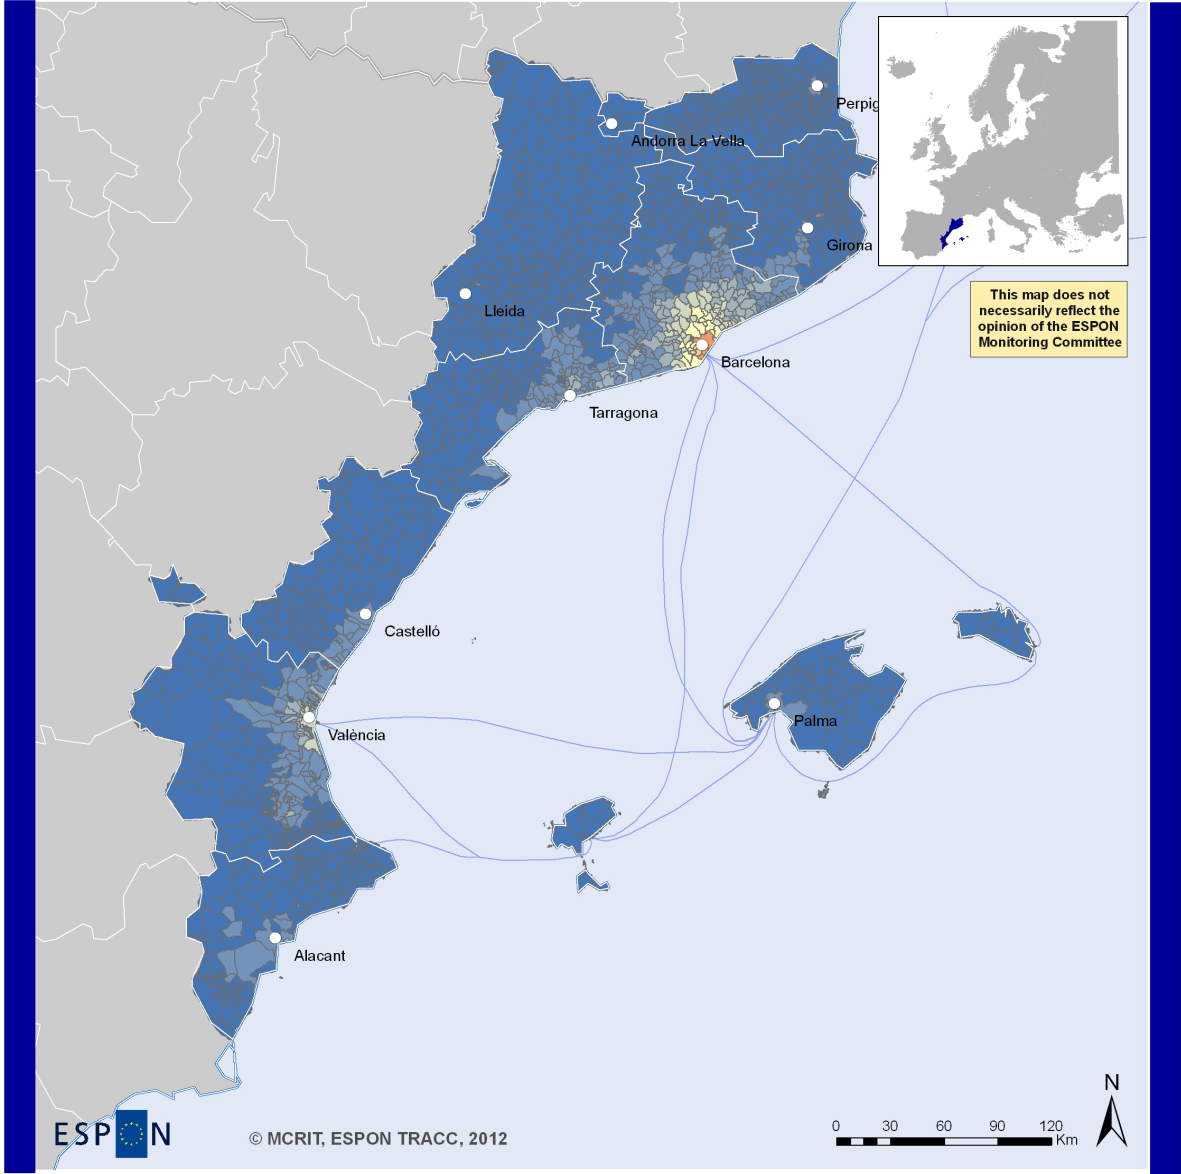 Perpig
Andorra La Vella
Girona
Lleida
This map does not
necessarily reflect the
opinion of the ESPON
Monitoring Committee
Barcelona
Tarragona
Castelló
Palma
València
Alacant
N
ESPON
© MCRIT, ESPON TRACC, 2012
0 30 60 90 120
Km